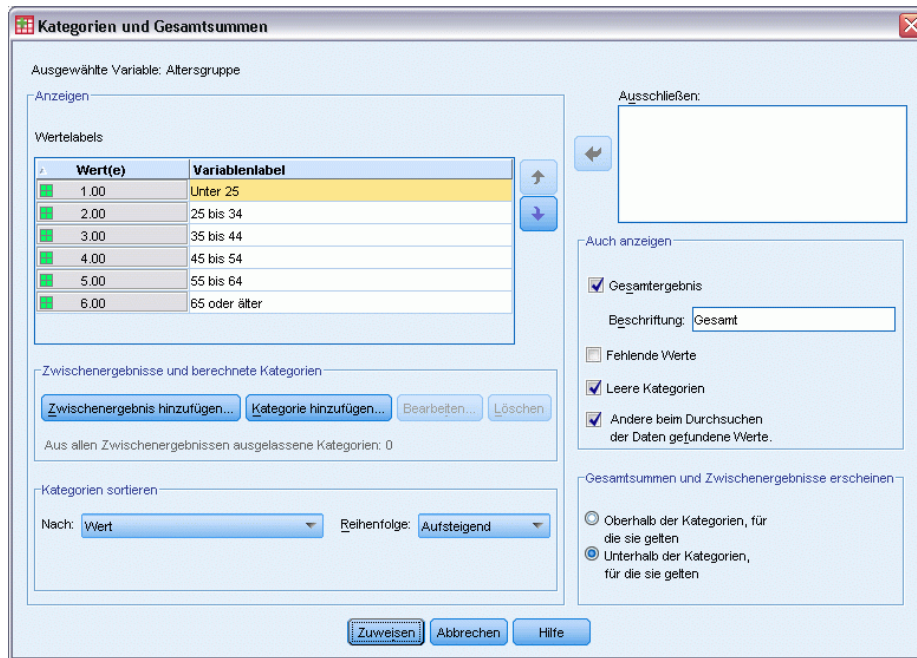 Kategorien und Gesamtsummen
Ausgewählte Variable: Altersgruppe
Anzeigen
Wertelabels
Wert(e) Variablenlabel
1.00 Unter 25
2.00 25 bis 34
3.00 35 bis 44
4.00 45 bis 54
5.00 55 bis 64
6.00 65 oder älter
Zwischenergebnisse und berechnete Kategorien
Zwischenergebnis hinzufügen... Kategorie hinzufügen... Bearbeiten... Löschen
Aus allen Zwischenergebnissen ausgelassene Kategorien: 0
Kategorien sortieren
Nach: Wert Reihenfolge: Aufsteigend
Ausschließen:
Auch anzeigen
Gesamtergebnis
Beschriftung: Gesamt
Fehlende Werte
Leere Kategorien
Andere beim Durchsuchen
der Daten gefundene Werte.
Gesamtsummen und Zwischenergebnisse erscheinen
Oberhalb der Kategorien, für
die sie gelten
Unterhalb der Kategorien,
für die sie gelten
Zuweisen Abbrechen Hilfe